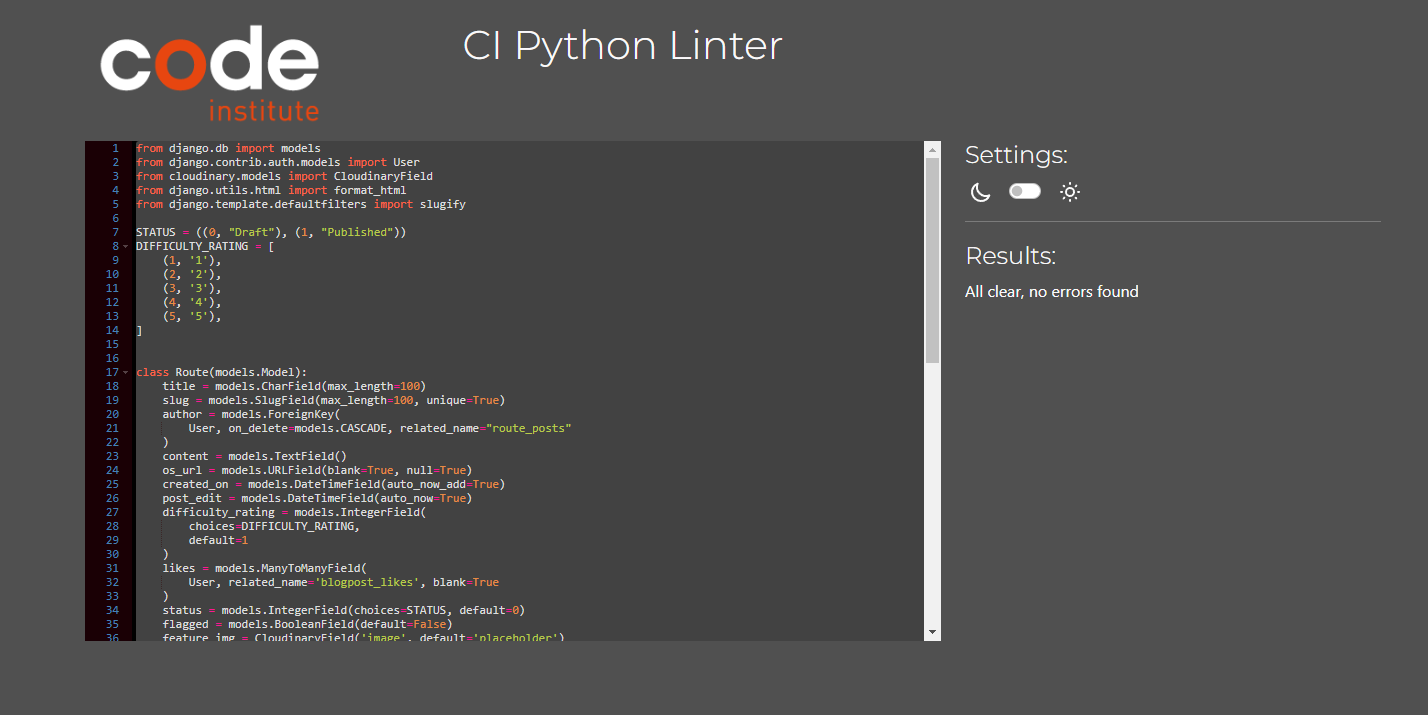 code
institute
CI Python Linter
1 from django.db import models
2 from django.contrib.auth.models import User
3 from cloudinary.models import CloudinaryField
4 from django.utils.html import format_html
5 from django.template.defaultfilters import slugify
6
7 STATUS = ((0, "Draft"), (1, "Published"))
8 DIFFICULTY_RATING = [
9     (1, '1'),
10     (2, '2'),
11     (3, '3'),
12     (4, '4'),
13     (5, '5'),
14 ]
15
16
17 class Route(models.Model):
18     title = models.CharField(max_length=100)
19     slug = models.SlugField(max_length=100, unique=True)
20     author = models.ForeignKey(
21         User, on_delete=models.CASCADE, related_name="route_posts"
22     )
23     content = models.TextField()
24     os_url = models.URLField(blank=True, null=True)
25     created_on = models.DateTimeField(auto_now_add=True)
26     post_edit = models.DateTimeField(auto_now=True)
27     difficulty_rating = models.IntegerField(
28         choices=DIFFICULTY_RATING,
29         default=1
30     )
31     likes = models.ManyToManyField(
32         User, related_name='blogpost_likes', blank=True
33     )
34     status = models.IntegerField(choices=STATUS, default=0)
35     flagged = models.BooleanField(default=False)
36     feature_img = CloudinaryField('image', default='placeholder')
Settings:
Results:
All clear, no errors found